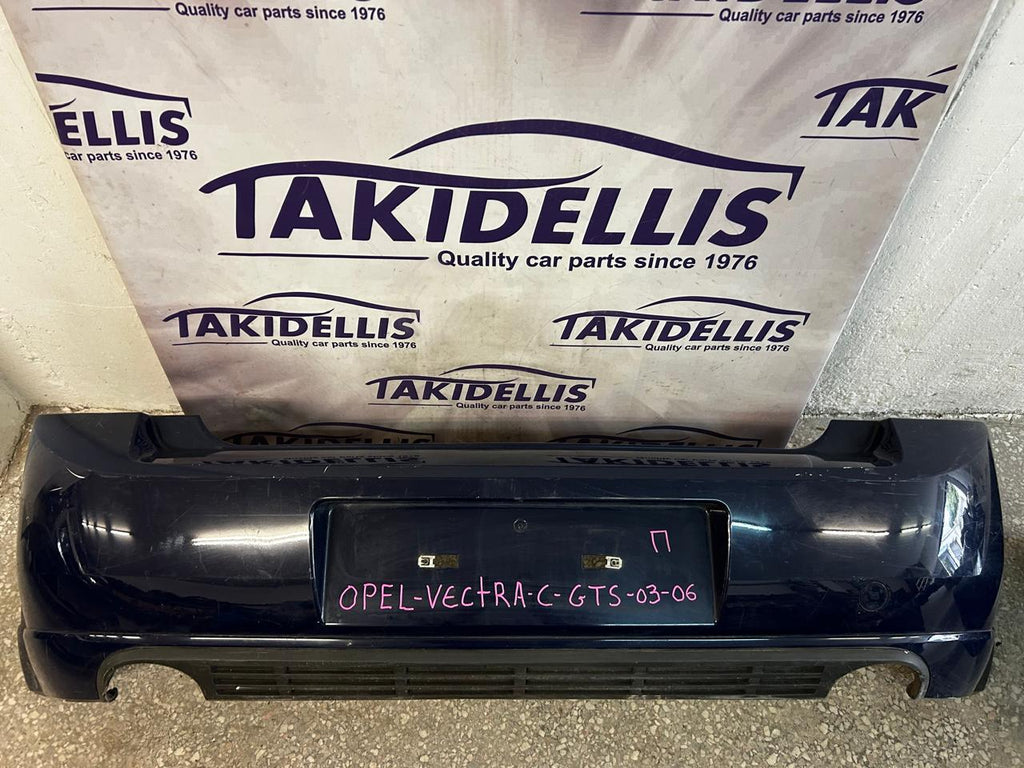 Quality car parts since 1976
Quality car parts since 1976
ELLIS
car parts since 1976
TAK
TAKIDELLIS
Quality car parts since 1976
TAKIDELLIS
Quality car parts since 1976
TAKIDELLIS
Quality car parts since 1976
TAKIDELLIS
Quality car parts since 1976
П
OPEL-VECtRA-C-GTS-03-06